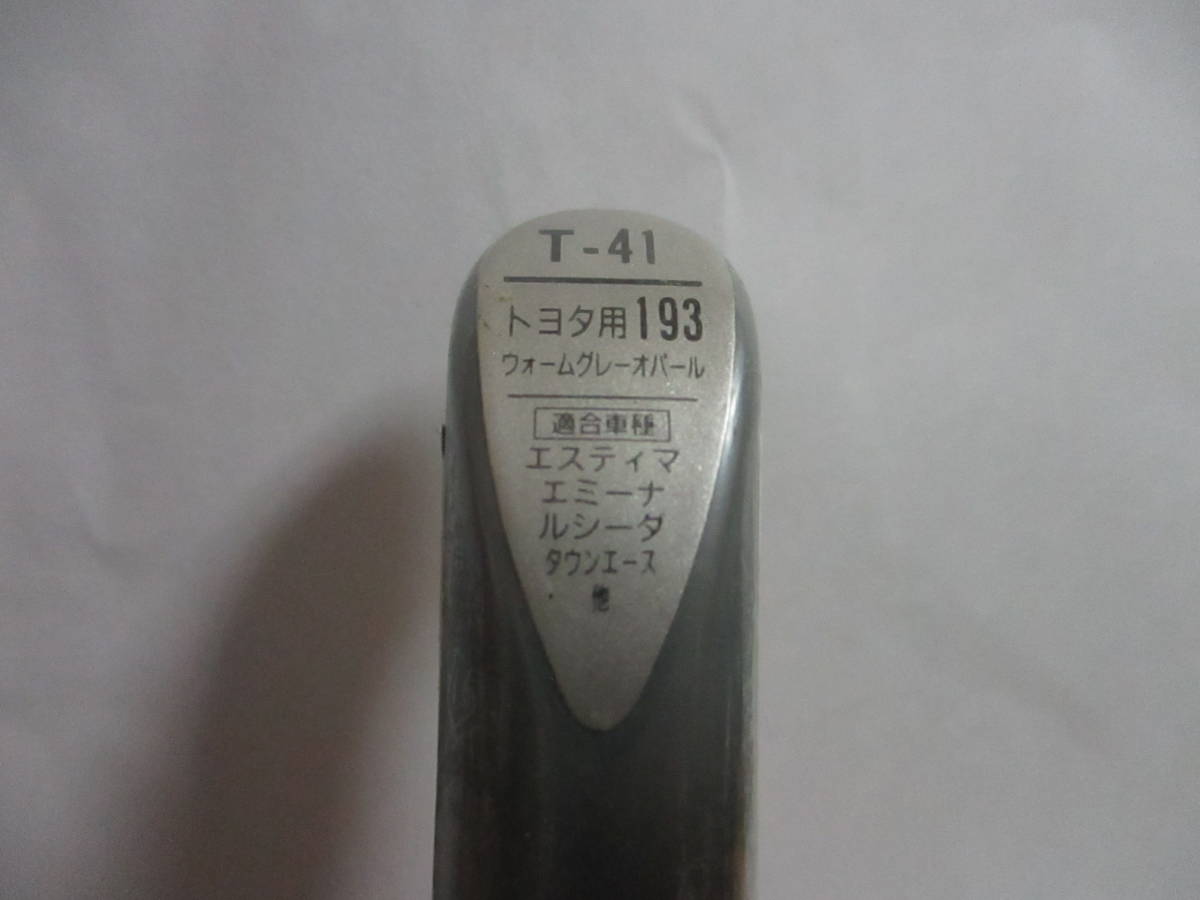 T-41
トヨタ用193
ウォームグレーオパール
適合車種
エスティマ
エミーナ
ルシーダ
タウンエース
他